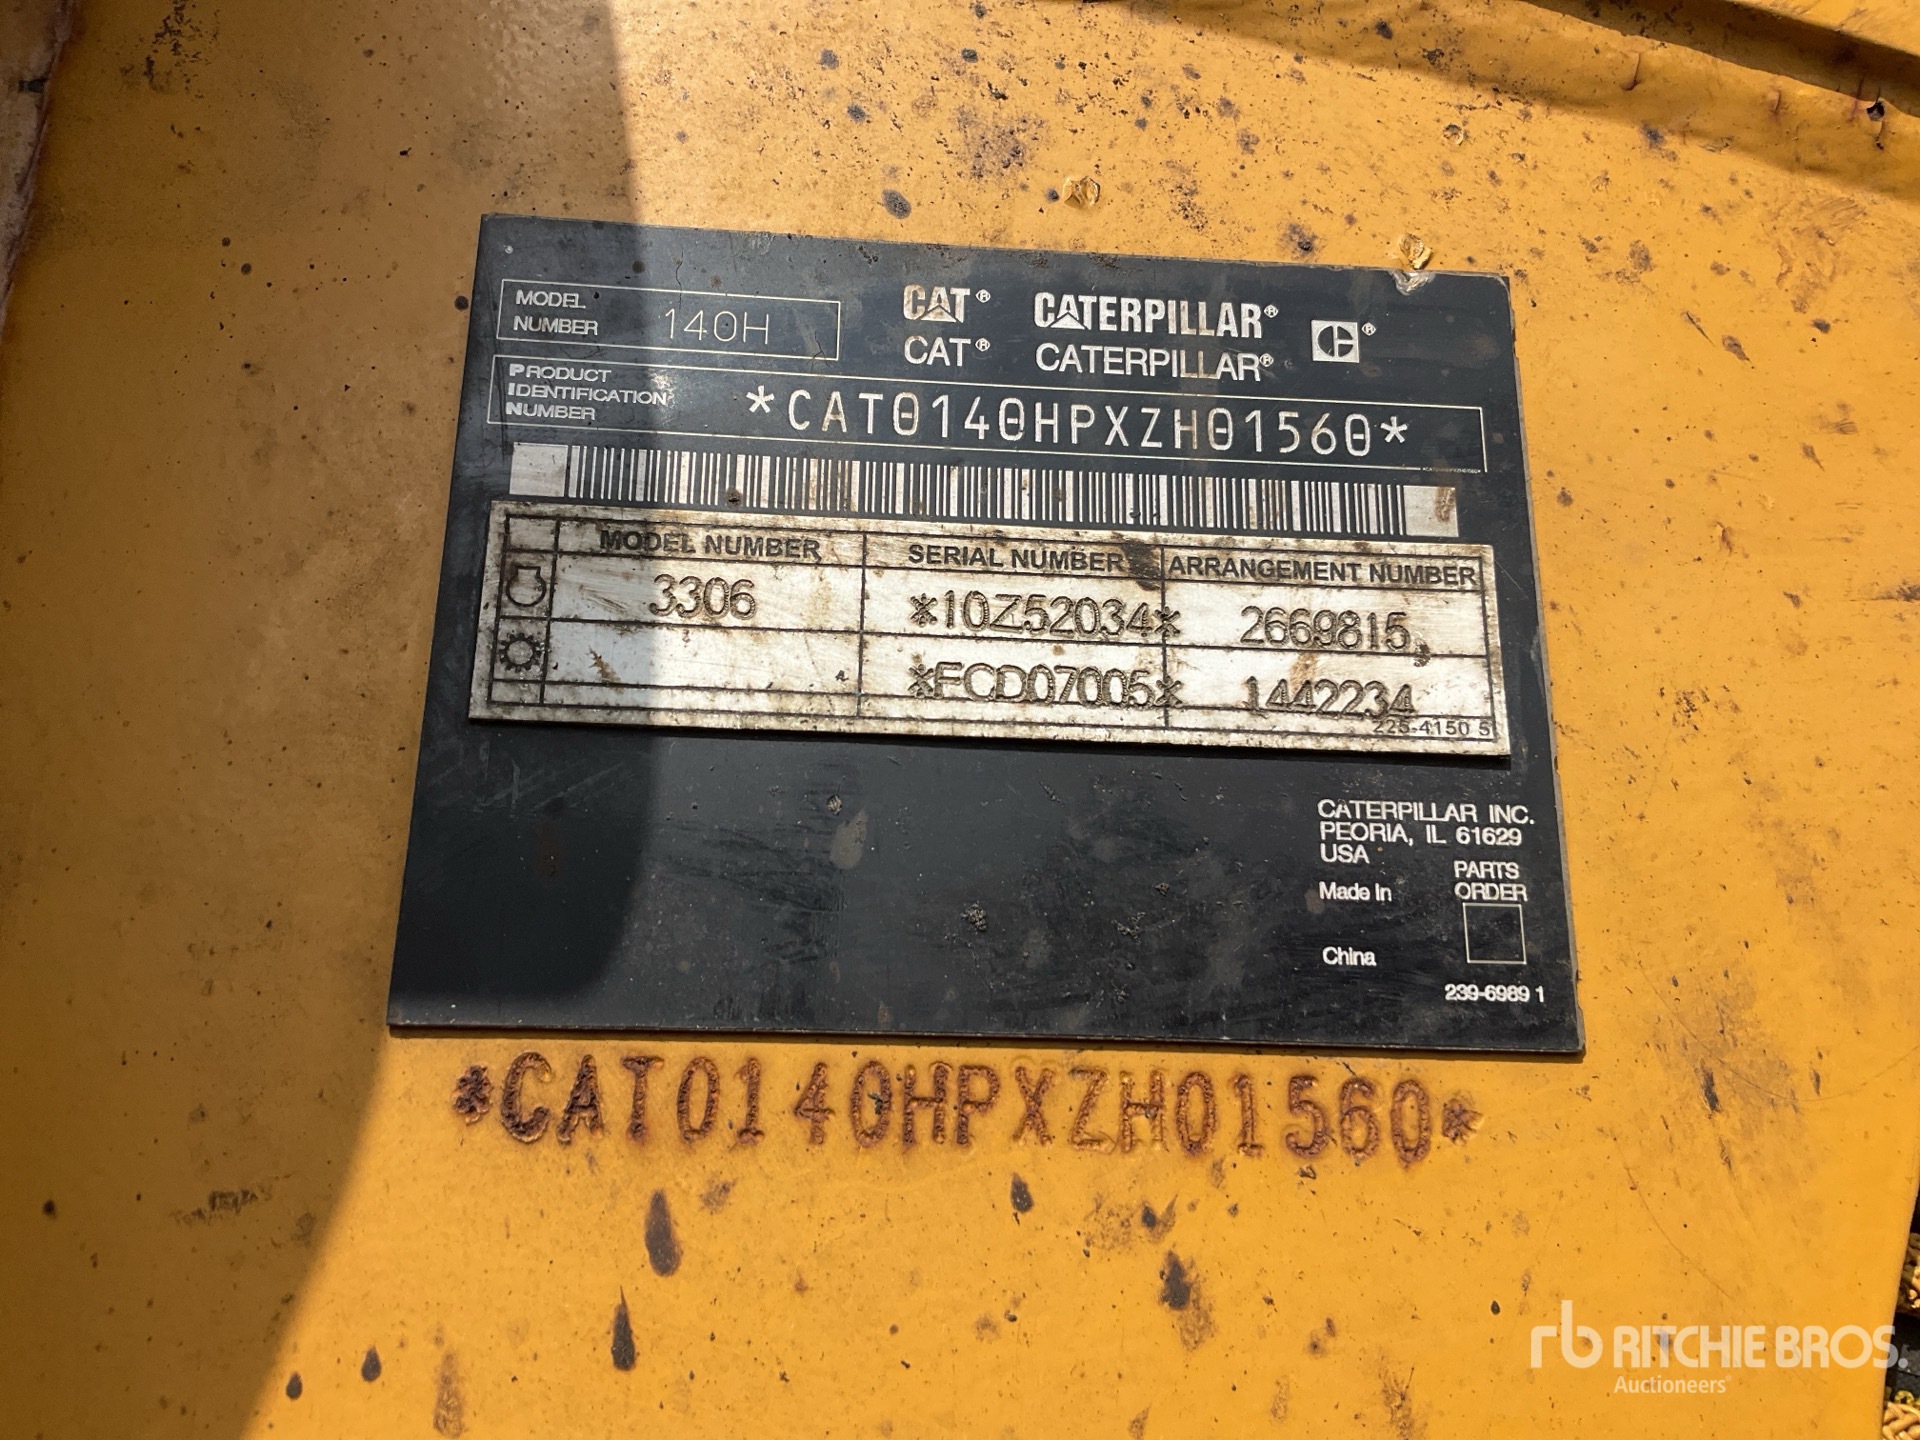 MODEL NUMBER 140H
CAT® CATERPILLAR® ®
CAT® CATERPILLAR®
PRODUCT IDENTIFICATION NUMBER *CAT0140HPXZH01560*
MODEL NUMBER SERIAL NUMBER ARRANGEMENT NUMBER
3306 *10Z52034* 2669815
*FCD07005* 1442234
225-4150 5
CATERPILLAR INC.
PEORIA, IL 61629
USA
Made In
China
PARTS
ORDER
239-6989 1
*CAT0140HPXZH01560*
rb RITCHIE BROS.
Auctioneers